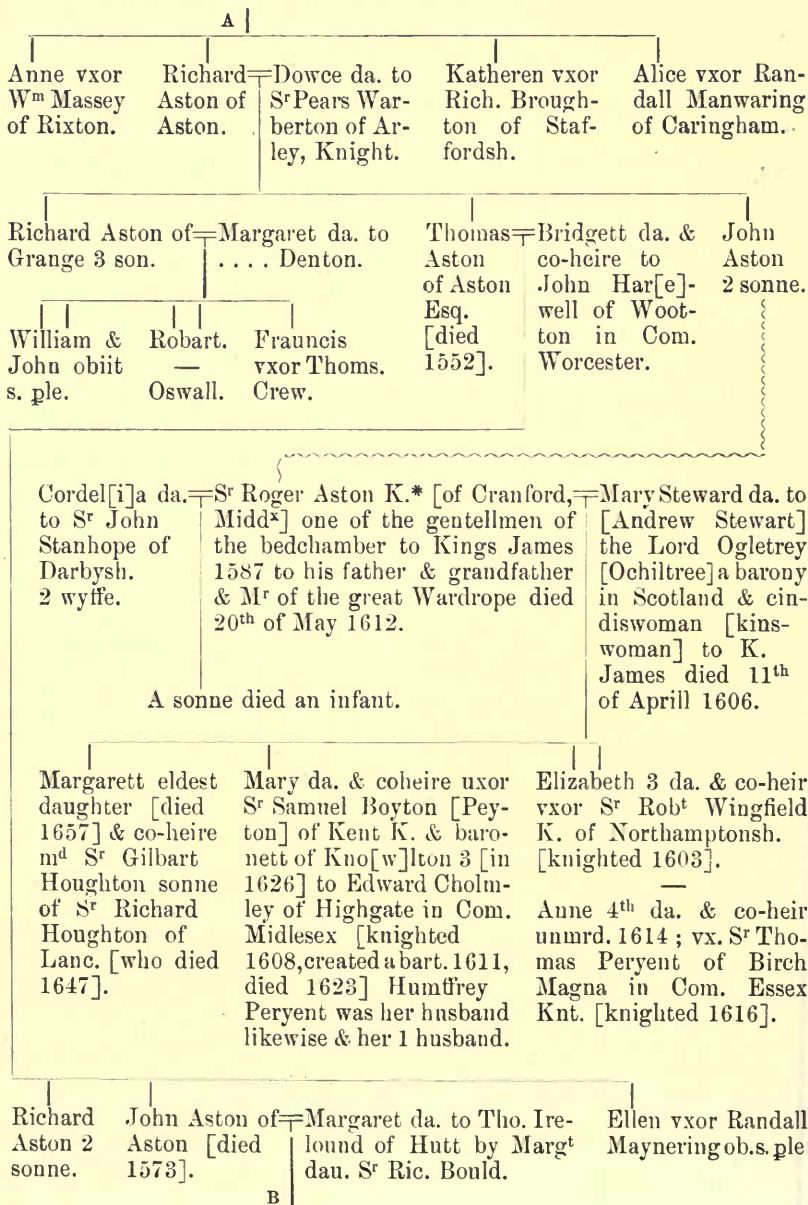 A
Anne vxor
Wm Massey
of Rixton.
Richard
Aston of
Aston.
Dowce da. to
Sr Pears War-
berton of Ar-
ley, Knight.
Katheren vxor
Rich. Brough-
ton of Staf-
fordsh.
Alice vxor Ran-
dall Manwaring
of Caringham.
Richard Aston of
Grange 3 son.
Margaret da. to
. . . . Denton.
Thomas
Aston
of Aston
Esq.
[died
1552].
Bridgett da. &
co-heire to
John Har[e]-
well of Woot-
ton in Com.
Worcester.
John
Aston
2 sonne.
William &
John obiit
s. ple.
Robart.
—
Oswall.
Frauncis
vxor Thoms.
Crew.
Cordel[i]a da.
to Sr John
Stanhope of
Darbysh.
2 wyffe.
Sr Roger Aston K.* [of Cranford,
Middx] one of the gentellmen of
the bedchamber to Kings James
1587 to his father & grandfather
& Mr of the great Wardrope died
20th of May 1612.
Mary Steward da. to
[Andrew Stewart]
the Lord Ogletrey
[Ochiltree] a barony
in Scotland & cin-
diswoman [kins-
woman] to K.
James died 11th
of Aprill 1606.
A sonne died an infant.
Margarett eldest
daughter [died
1657] & co-heire
md Sr Gilbart
Houghton sonne
of Sr Richard
Houghton of
Lanc. [who died
1647].
Mary da. & coheire uxor
Sr Samuel Boyton [Pey-
ton] of Kent K. & baro-
nett of Kno[w]lton 3 [in
1626] to Edward Cholm-
ley of Highgate in Com.
Midlesex [knighted
1608, created a bart. 1611,
died 1623] Humffrey
Peryent was her husband
likewise & her 1 husband.
Elizabeth 3 da. & co-heir
vxor Sr Robt Wingfield
K. of Northamptonsh.
[knighted 1603].
—
Anne 4th da. & co-heir
unmrd. 1614 ; vx. Sr Tho-
mas Peryent of Birch
Magna in Com. Essex
Knt. [knighted 1616].
Richard
Aston 2
sonne.
John Aston of
Aston [died
1573].
Margaret da. to Tho. Ire-
lound of Hutt by Margt
dau. Sr Ric. Bould.
Ellen vxor Randall
Maynering ob. s. ple
B